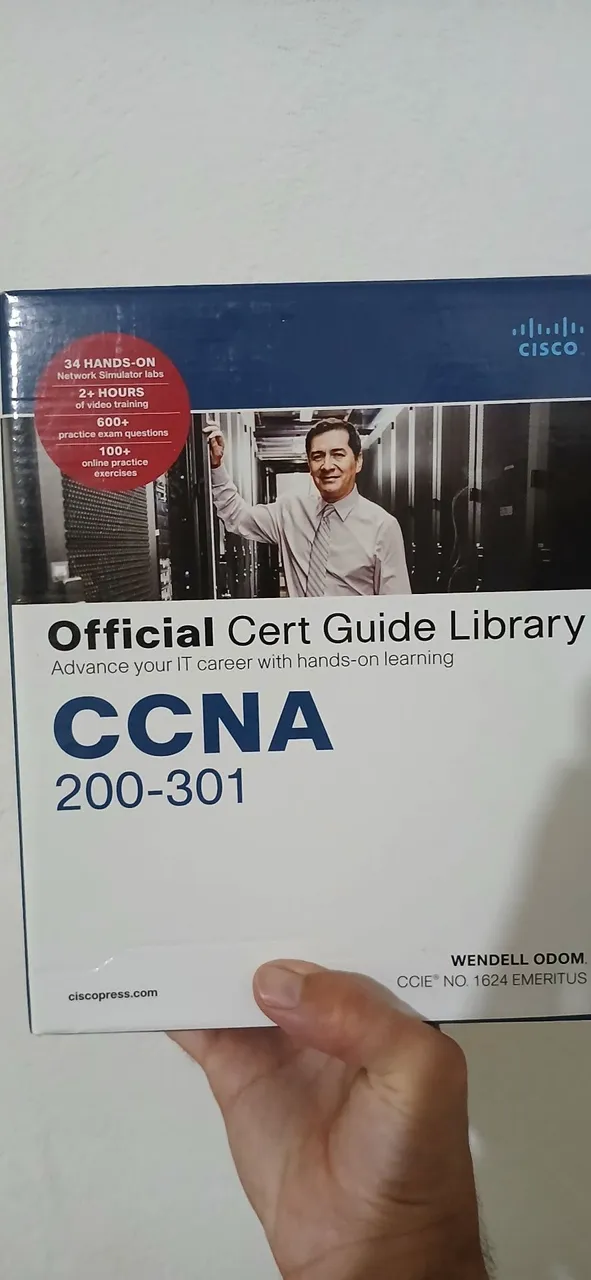 CISCO
34 HANDS-ON
Network Simulator labs
2+ HOURS
of video training
600+
practice exam questions
100+
online practice
exercises
Official Cert Guide Library
Advance your IT career with hands-on learning
CCNA
200-301
WENDELL ODOM
CCIE® NO. 1624 EMERITUS
ciscopress.com